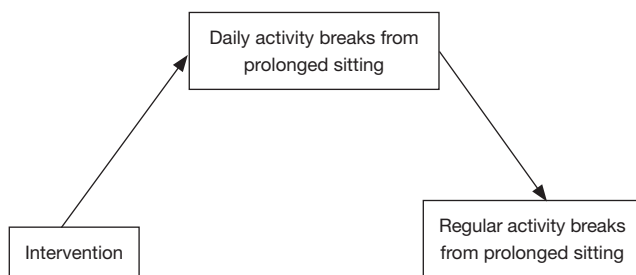 Daily activity breaks from
prolonged sitting
Intervention
Regular activity breaks
from prolonged sitting